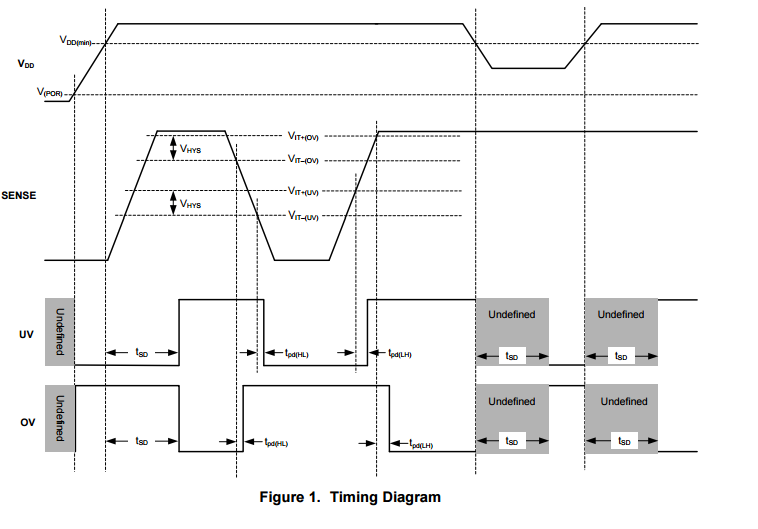 VDD(min)
VDD
V(POR)
VIT+(OV)
VHYS
VIT–(OV)
SENSE
VIT+(UV)
VHYS
VIT–(UV)
Undefined
Undefined
Undefined
UV
tSD
tpd(HL)
tpd(LH)
tSD
tSD
Undefined
Undefined
Undefined
OV
tSD
tpd(HL)
tpd(LH)
tSD
tSD
Figure 1. Timing Diagram